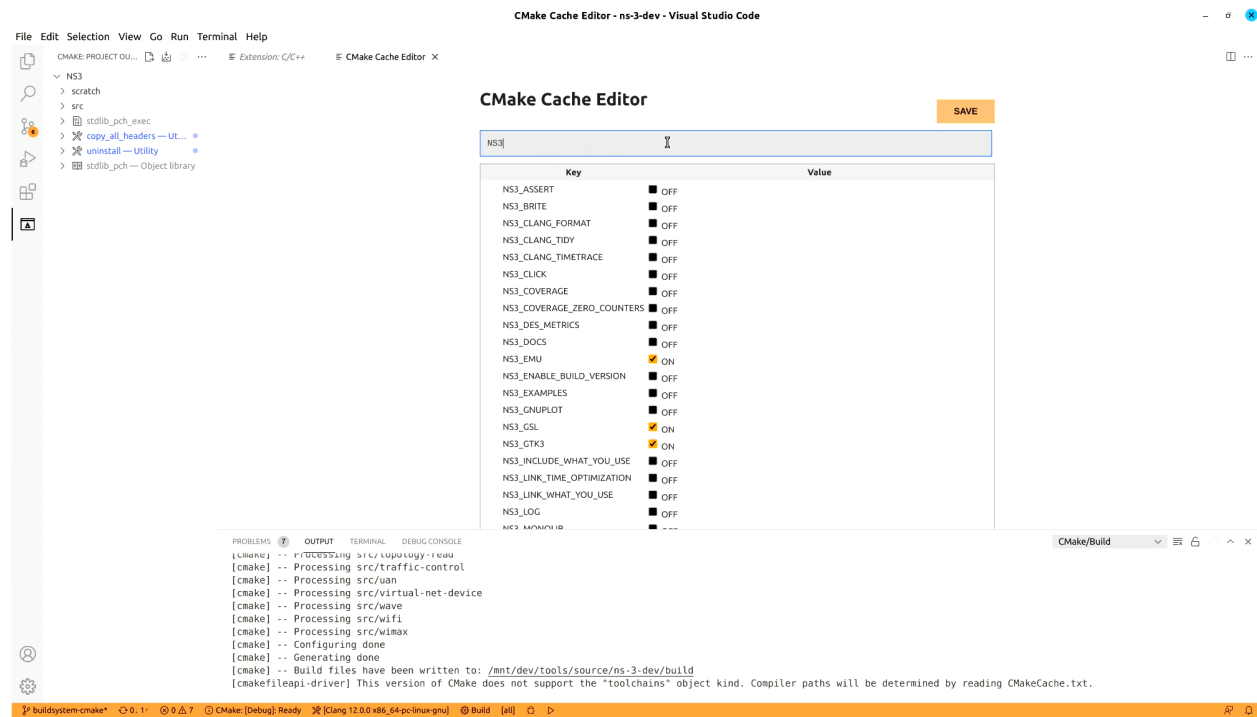 CMake Cache Editor - ns-3-dev - Visual Studio Code
File Edit Selection View Go Run Terminal Help
CMAKE: PROJECT OU...
Extension: C/C++
CMake Cache Editor
NS3
scratch
src
stdlib_pch_exec
copy_all_headers — Ut...
uninstall — Utility
stdlib_pch — Object library
6
CMake Cache Editor
SAVE
NS3
Key Value
NS3_ASSERT OFF
NS3_BRITE OFF
NS3_CLANG_FORMAT OFF
NS3_CLANG_TIDY OFF
NS3_CLANG_TIMETRACE OFF
NS3_CLICK OFF
NS3_COVERAGE OFF
NS3_COVERAGE_ZERO_COUNTERS OFF
NS3_DES_METRICS OFF
NS3_DOCS OFF
NS3_EMU ON
NS3_ENABLE_BUILD_VERSION OFF
NS3_EXAMPLES OFF
NS3_GNUPLOT OFF
NS3_GSL ON
NS3_GTK3 ON
NS3_INCLUDE_WHAT_YOU_USE OFF
NS3_LINK_TIME_OPTIMIZATION OFF
NS3_LINK_WHAT_YOU_USE OFF
NS3_LOG OFF
NS3_MONOLIB OFF
PROBLEMS 7 OUTPUT TERMINAL DEBUG CONSOLE CMake/Build
[cmake] -- Processing src/topology-read
[cmake] -- Processing src/traffic-control
[cmake] -- Processing src/uan
[cmake] -- Processing src/virtual-net-device
[cmake] -- Processing src/wave
[cmake] -- Processing src/wifi
[cmake] -- Processing src/wimax
[cmake] -- Configuring done
[cmake] -- Generating done
[cmake] -- Build files have been written to: /mnt/dev/tools/source/ns-3-dev/build
[cmakefileapi-driver] This version of CMake does not support the "toolchains" object kind. Compiler paths will be determined by reading CMakeCache.txt.
buildsystem-cmake* 0↓ 1↑ 0 7 CMake: [Debug]: Ready [Clang 12.0.0 x86_64-pc-linux-gnu] Build [all]